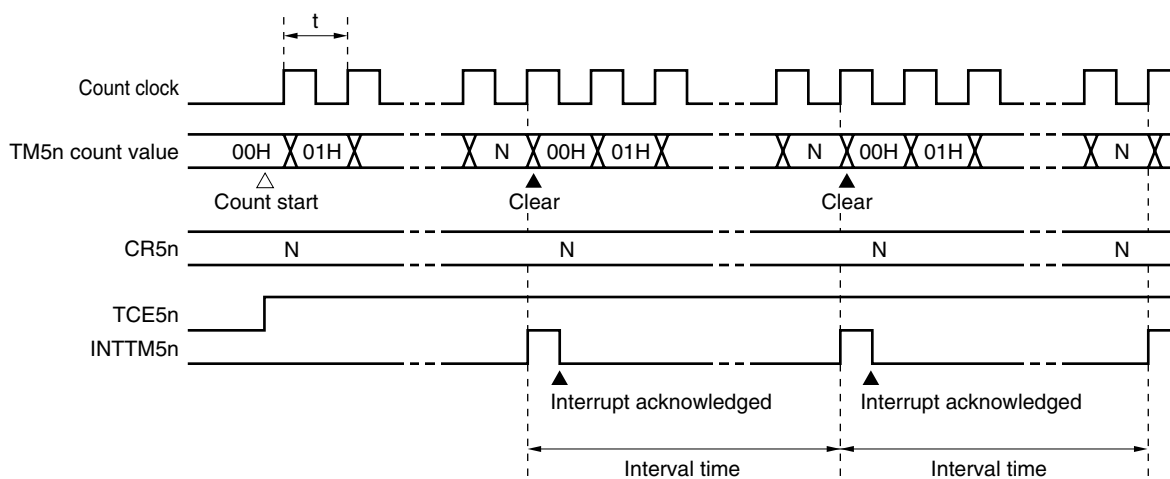 t
Count clock
TM5n count value 00H 01H N 00H 01H N 00H 01H N
Count start Clear Clear
CR5n N N N N
TCE5n
INTTM5n
Interrupt acknowledged Interrupt acknowledged
Interval time Interval time